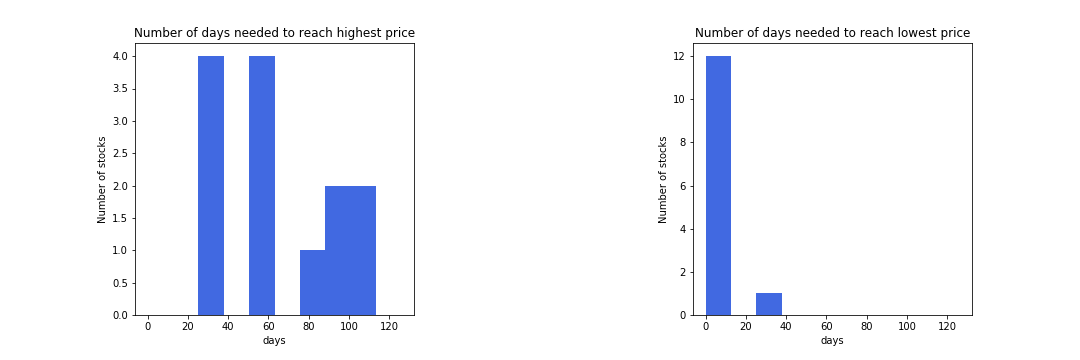 Number of days needed to reach highest price
4.0
3.5
3.0
2.5
2.0
1.5
1.0
0.5
0.0
Number of stocks
0 20 40 60 80 100 120
days
Number of days needed to reach lowest price
12
10
8
6
4
2
0
Number of stocks
0 20 40 60 80 100 120
days